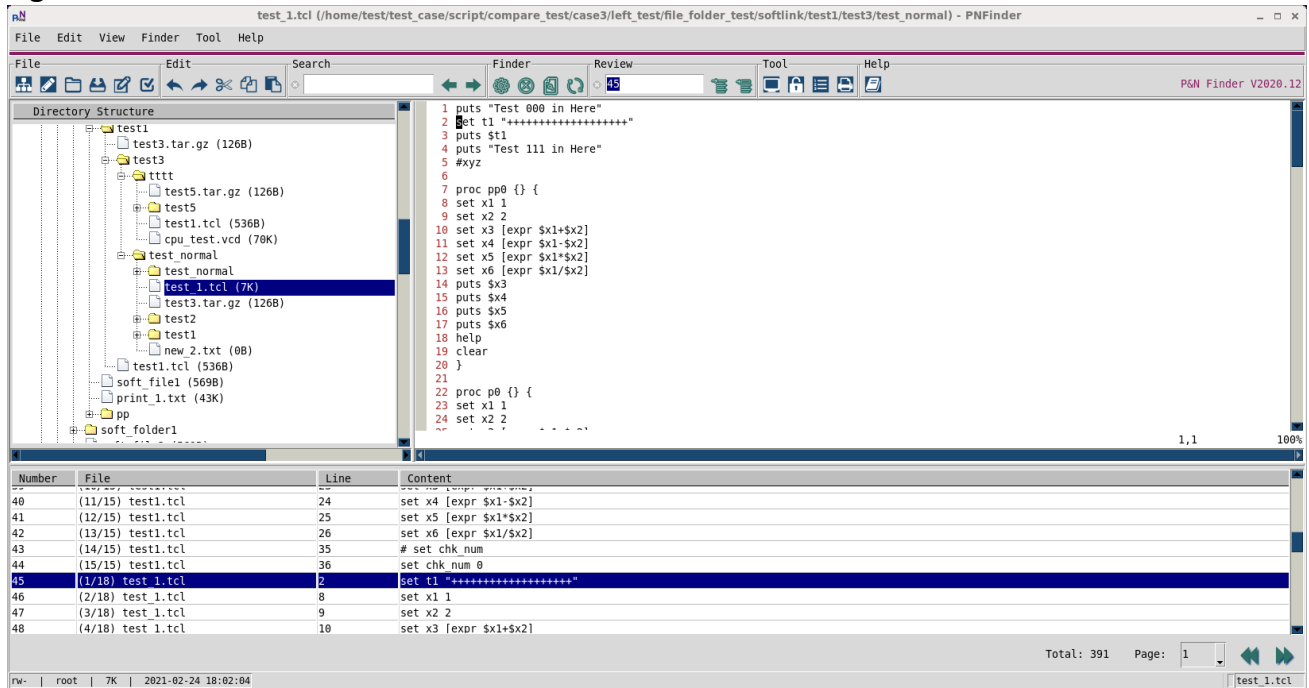 test_1.tcl (/home/test/test_case/script/compare_test/case3/left_test/file_folder_test/softlink/test1/test3/test_normal) - PNFinder
File Edit View Finder Tool Help
File Edit Search Finder Review Tool Help
45 P&N Finder V2020.12
Directory Structure
test1
test3.tar.gz (126B)
test3
tttt
test5.tar.gz (126B)
test5
test1.tcl (536B)
cpu_test.vcd (70K)
test_normal
test_normal
test_1.tcl (7K)
test3.tar.gz (126B)
test2
test1
new_2.txt (0B)
test1.tcl (536B)
soft_file1 (569B)
print_1.txt (43K)
pp
soft_folder1
1 puts "Test 000 in Here"
2 set t1 "+++++++++++++++++++"
3 puts $t1
4 puts "Test 111 in Here"
5 #xyz
6
7 proc pp0 {} {
8 set x1 1
9 set x2 2
10 set x3 [expr $x1+$x2]
11 set x4 [expr $x1-$x2]
12 set x5 [expr $x1*$x2]
13 set x6 [expr $x1/$x2]
14 puts $x3
15 puts $x4
16 puts $x5
17 puts $x6
18 help
19 clear
20 }
21
22 proc p0 {} {
23 set x1 1
24 set x2 2
1,1 100%
Number File Line Content
40 (11/15) test1.tcl 24 set x4 [expr $x1-$x2]
41 (12/15) test1.tcl 25 set x5 [expr $x1*$x2]
42 (13/15) test1.tcl 26 set x6 [expr $x1/$x2]
43 (14/15) test1.tcl 35 # set chk_num
44 (15/15) test1.tcl 36 set chk_num 0
45 (1/18) test_1.tcl 2 set t1 "+++++++++++++++++++"
46 (2/18) test_1.tcl 8 set x1 1
47 (3/18) test_1.tcl 9 set x2 2
48 (4/18) test_1.tcl 10 set x3 [expr $x1+$x2]
Total: 391 Page: 1
rw- | root | 7K | 2021-02-24 18:02:04 test_1.tcl